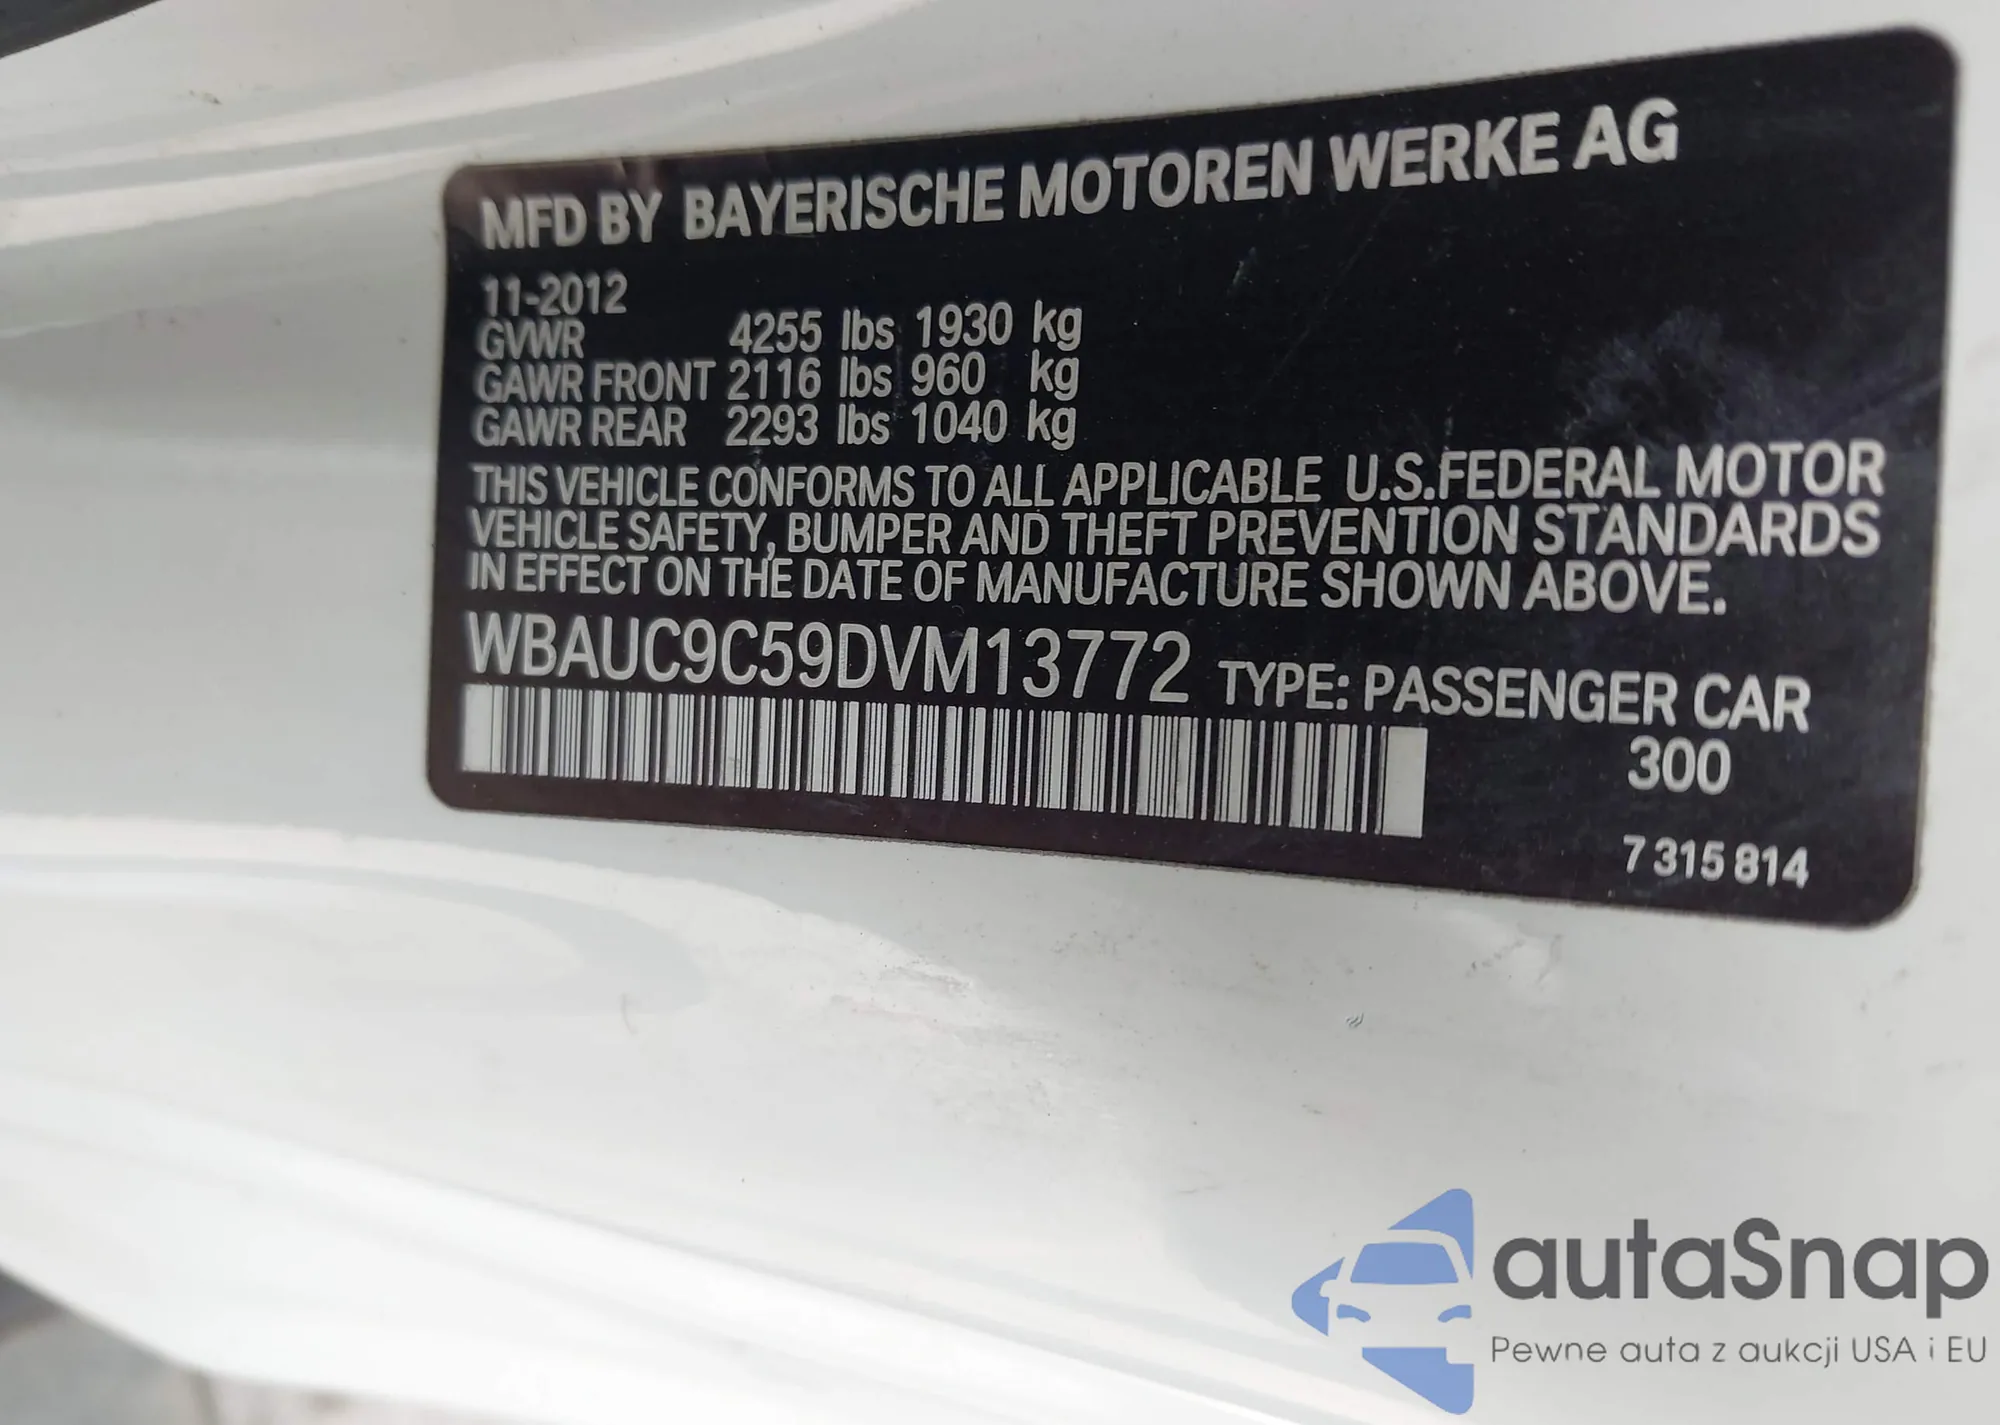 MFD BY BAYERISCHE MOTOREN WERKE AG
11-2012
GVWR 4255 lbs 1930 kg
GAWR FRONT 2116 lbs 960 kg
GAWR REAR 2293 lbs 1040 kg
THIS VEHICLE CONFORMS TO ALL APPLICABLE U.S.FEDERAL MOTOR
VEHICLE SAFETY, BUMPER AND THEFT PREVENTION STANDARDS
IN EFFECT ON THE DATE OF MANUFACTURE SHOWN ABOVE.
WBAUC9C59DVM13772 TYPE: PASSENGER CAR
300
7 315 814
autaSnap
Pewne auta z aukcji USA i EU